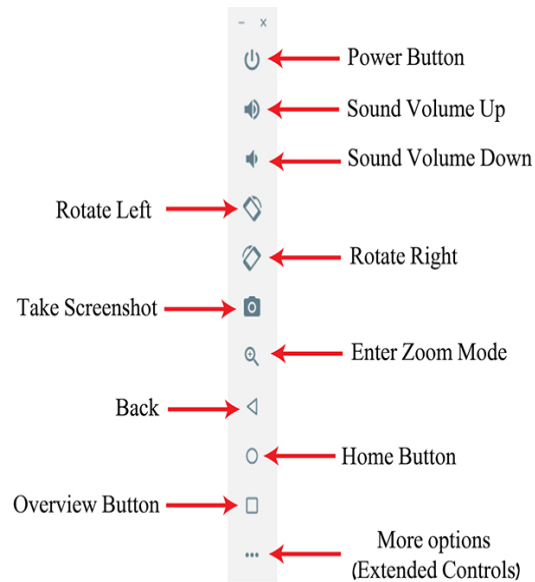 Power Button
Sound Volume Up
Sound Volume Down
Rotate Left
Rotate Right
Take Screenshot
Enter Zoom Mode
Back
Home Button
Overview Button
More options
(Extended Controls)